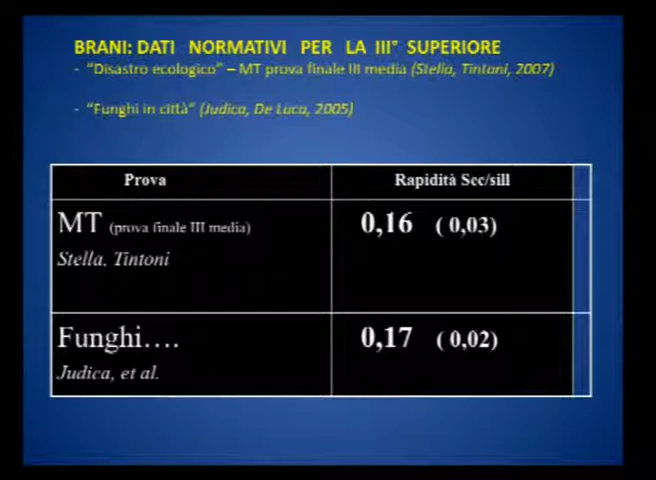 BRANI: DATI NORMATIVI PER LA III° SUPERIORE
- "Disastro ecologico" – MT prova finale III media (Stella, Tintoni, 2007)
- "Funghi in città" (Judica, De Luca, 2005)
Prova Rapidità Sec/sill
MT (prova finale III media) 0,16 ( 0,03)
Stella, Tintoni
Funghi…. 0,17 ( 0,02)
Judica, et al.